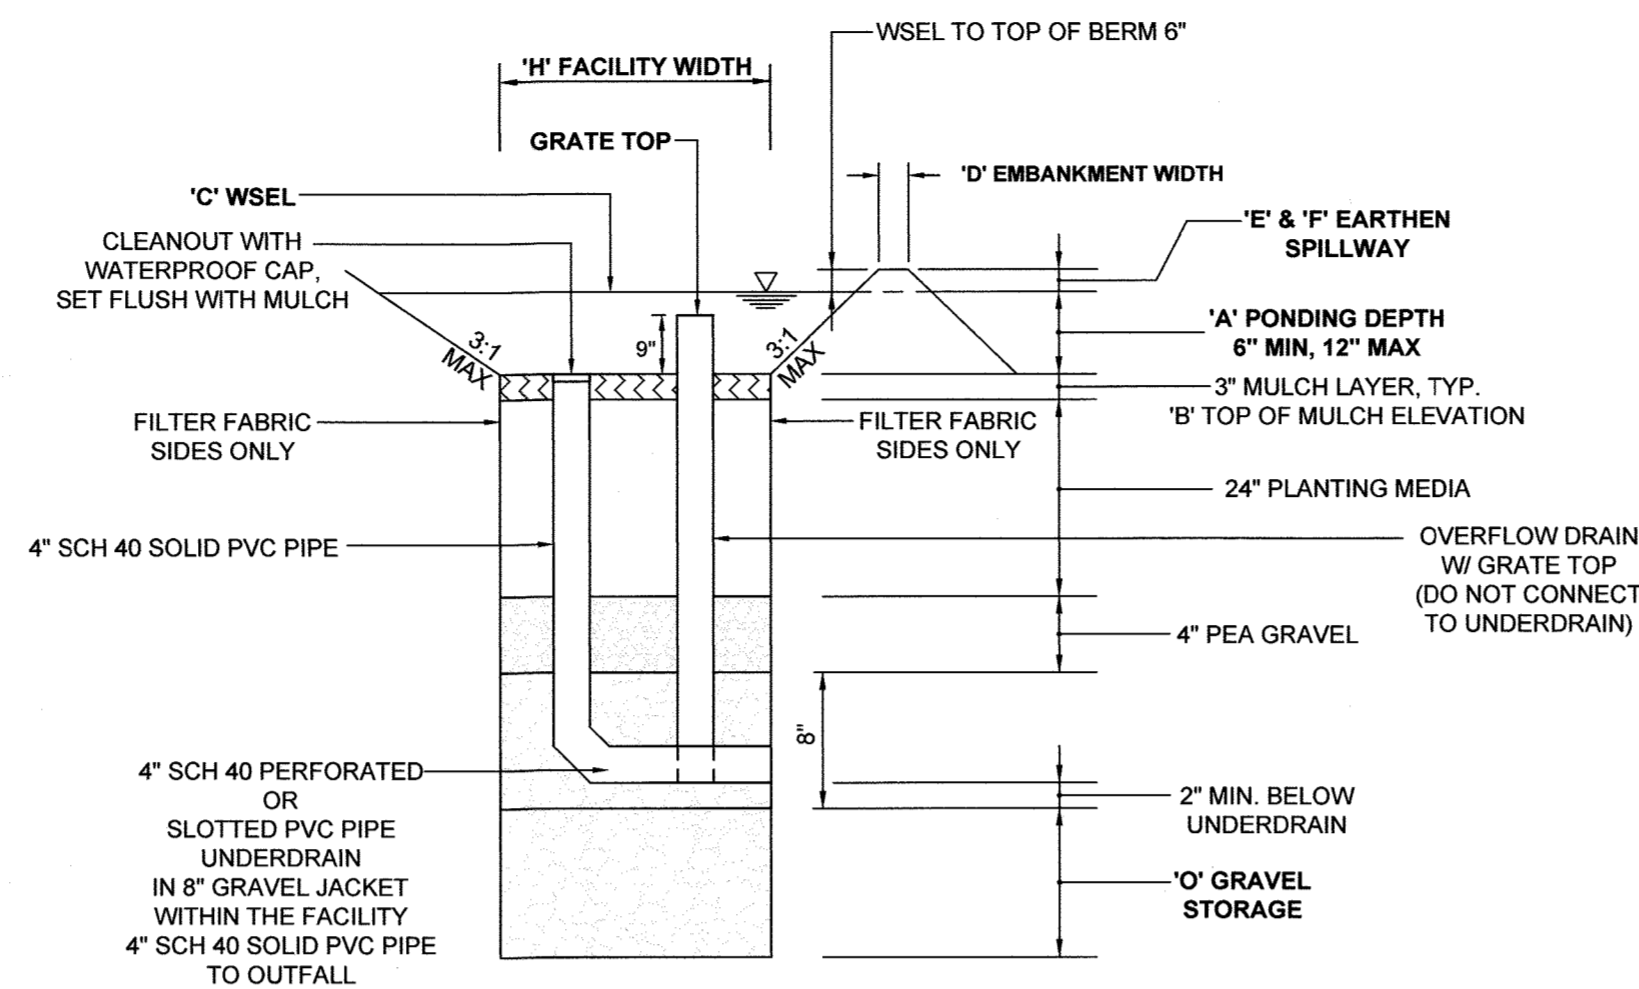 WSEL TO TOP OF BERM 6"
'H' FACILITY WIDTH
GRATE TOP
'D' EMBANKMENT WIDTH
'C' WSEL
'E' & 'F' EARTHEN
SPILLWAY
CLEANOUT WITH
WATERPROOF CAP,
SET FLUSH WITH MULCH
3:1
MAX
9"
3:1
MAX
'A' PONDING DEPTH
6" MIN, 12" MAX
3" MULCH LAYER, TYP.
'B' TOP OF MULCH ELEVATION
FILTER FABRIC
SIDES ONLY
FILTER FABRIC
SIDES ONLY
24" PLANTING MEDIA
4" SCH 40 SOLID PVC PIPE
OVERFLOW DRAIN
W/ GRATE TOP
(DO NOT CONNECT
TO UNDERDRAIN)
4" PEA GRAVEL
8"
4" SCH 40 PERFORATED
OR
SLOTTED PVC PIPE
UNDERDRAIN
IN 8" GRAVEL JACKET
WITHIN THE FACILITY
4" SCH 40 SOLID PVC PIPE
TO OUTFALL
2" MIN. BELOW
UNDERDRAIN
'O' GRAVEL
STORAGE